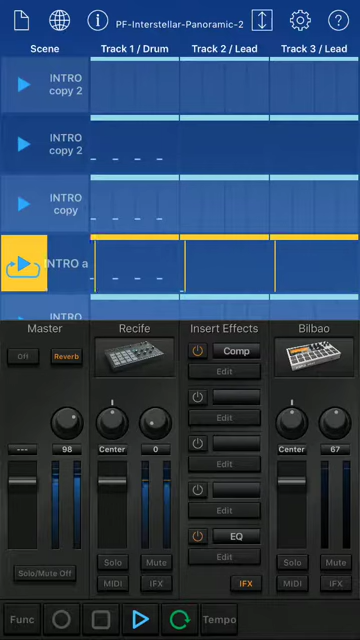 PF-Interstellar-Panoramic-2
Scene
Track 1 / Drum
Track 2 / Lead
Track 3 / Lead
INTRO
copy 2
INTRO
copy 2
INTRO
copy
INTRO a
INTRO
Master
Recife
Insert Effects
Bilbao
Off
Reverb
Comp
Edit
Edit
Center
Center
---
98
0
Edit
67
Edit
EQ
Solo
Mute
Edit
Solo
Mute
Solo/Mute Off
MIDI
IFX
IFX
MIDI
IFX
Func
Tempo